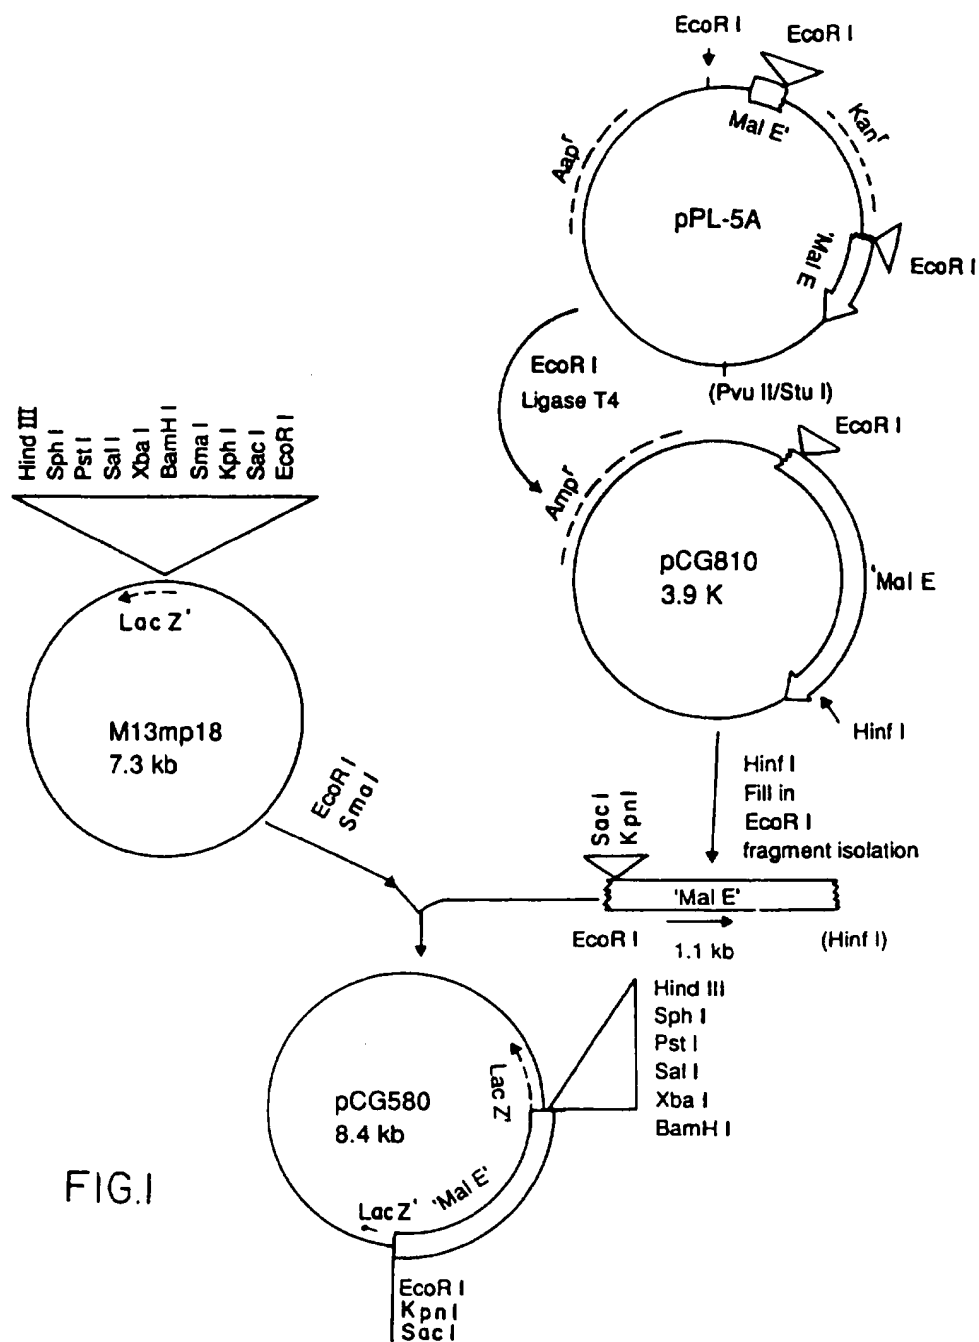 EcoR I
EcoR I
Mal E'
Kanʳ
Aapʳ
pPL-5A
'Mal E
EcoR I
(Pvu II/Stu I)
EcoR I
Ligase T4
EcoR I
Ampʳ
pCG810
3.9 K
'Mal E
Hinf I
Hind III
Sph I
Pst I
Sal I
Xba I
BamH I
Sma I
Kph I
Sac I
EcoR I
Lac Z'
M13mp18
7.3 kb
EcoR I
Sma I
Hinf I
Fill in
EcoR I
fragment isolation
Sac I
Kpn I
'Mal E'
EcoR I
1.1 kb
(Hinf I)
Hind III
Sph I
Pst I
Sal I
Xba I
BamH I
Lac Z'
pCG580
8.4 kb
'Mal E'
Lac Z'
EcoR I
Kpn I
Sac I
FIG.1